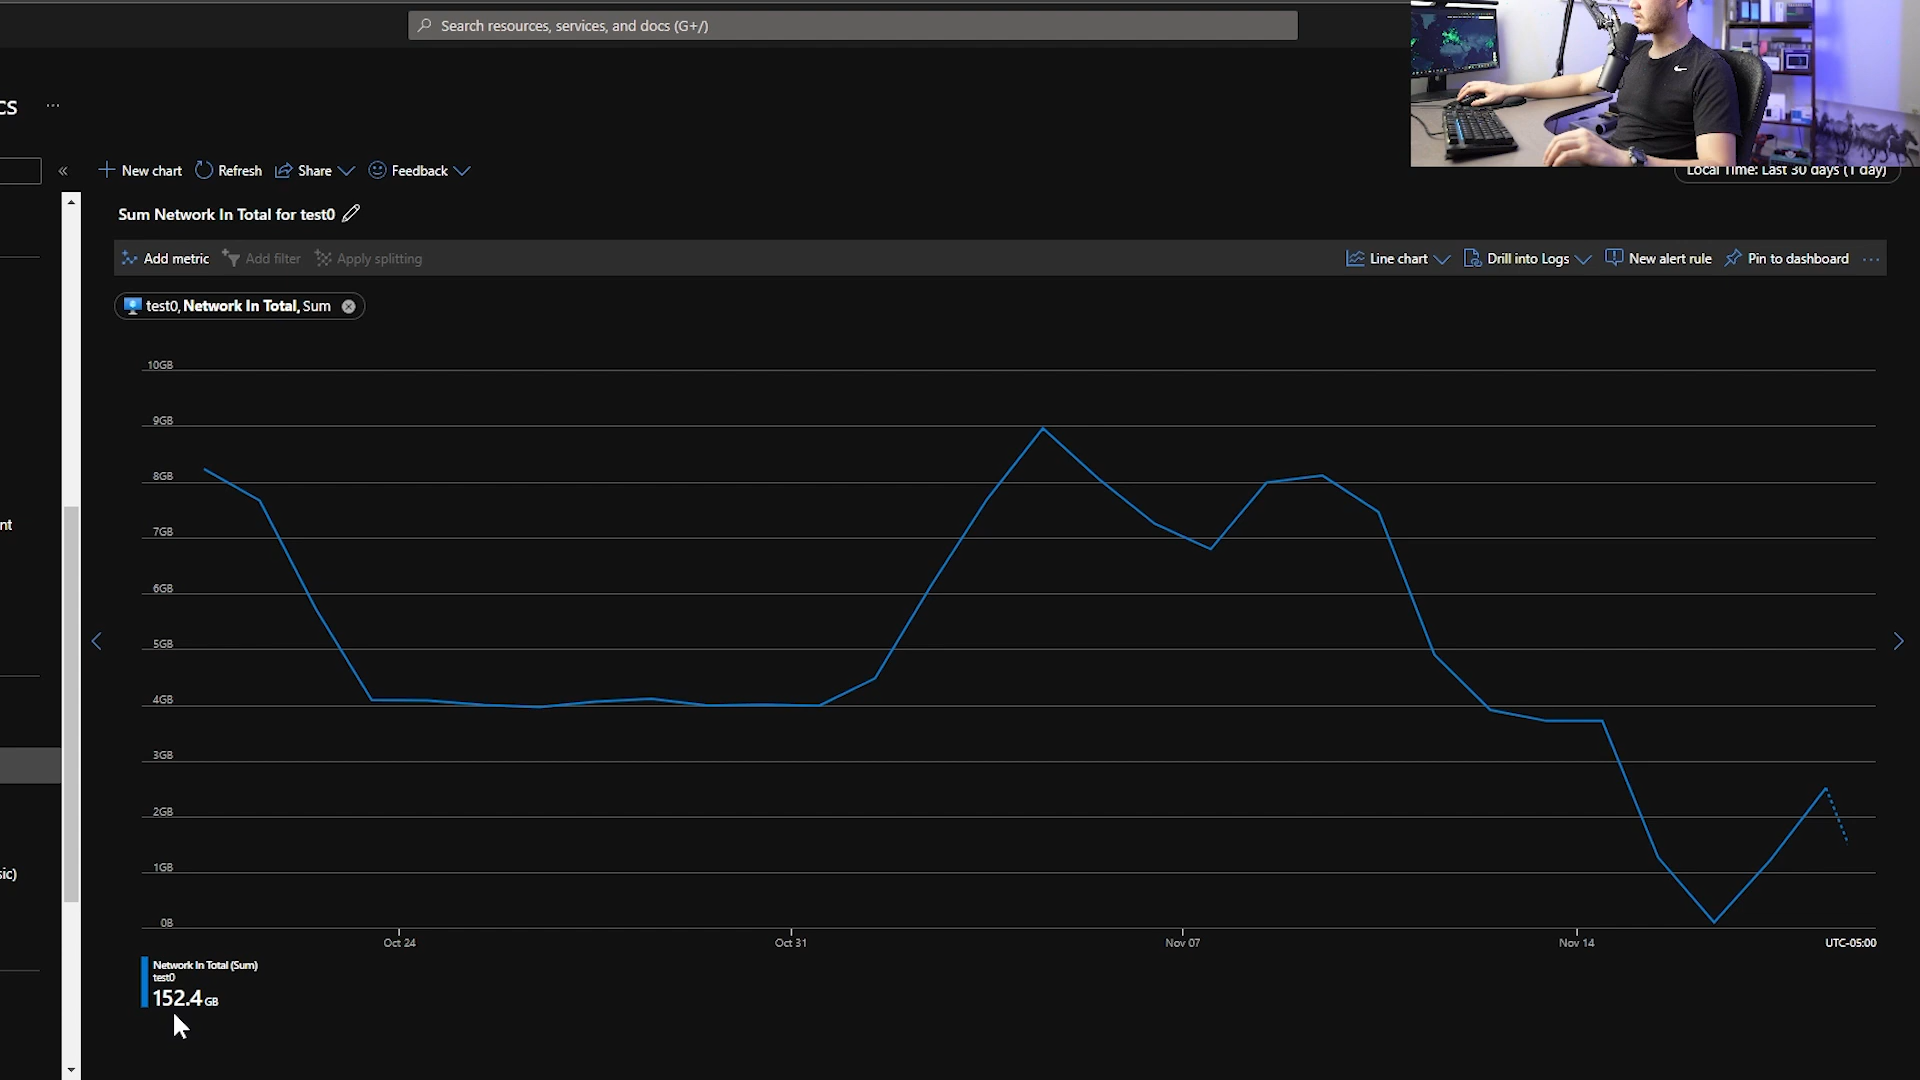 Search resources, services, and docs (G+/)
cs ...
« New chart Refresh Share Feedback
Local Time: Last 30 days (1 day)
Sum Network In Total for test0
Add metric Add filter Apply splitting
Line chart Drill into Logs New alert rule Pin to dashboard ...
test0, Network In Total, Sum
10GB
9GB
8GB
7GB
nt
6GB
5GB
4GB
3GB
2GB
1GB
sic)
0B
Oct 24 Oct 31 Nov 07 Nov 14 UTC-05:00
Network In Total (Sum)
test0
152.4 GB